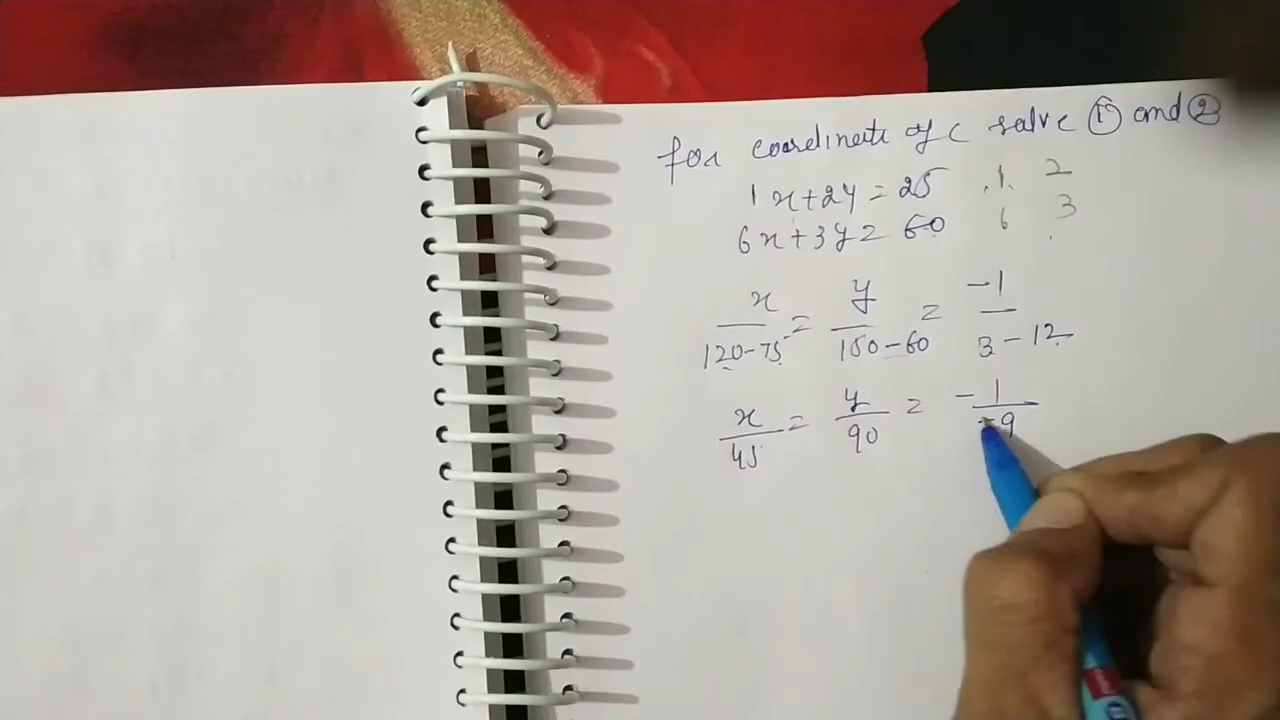 for coordinate of C solve ① and ②
1x+2y = 25 1 2
6x+3y = 60 6 3
x/120-75 = y/150-60 = -1/3-12
x/45 = y/90 = -1/-9